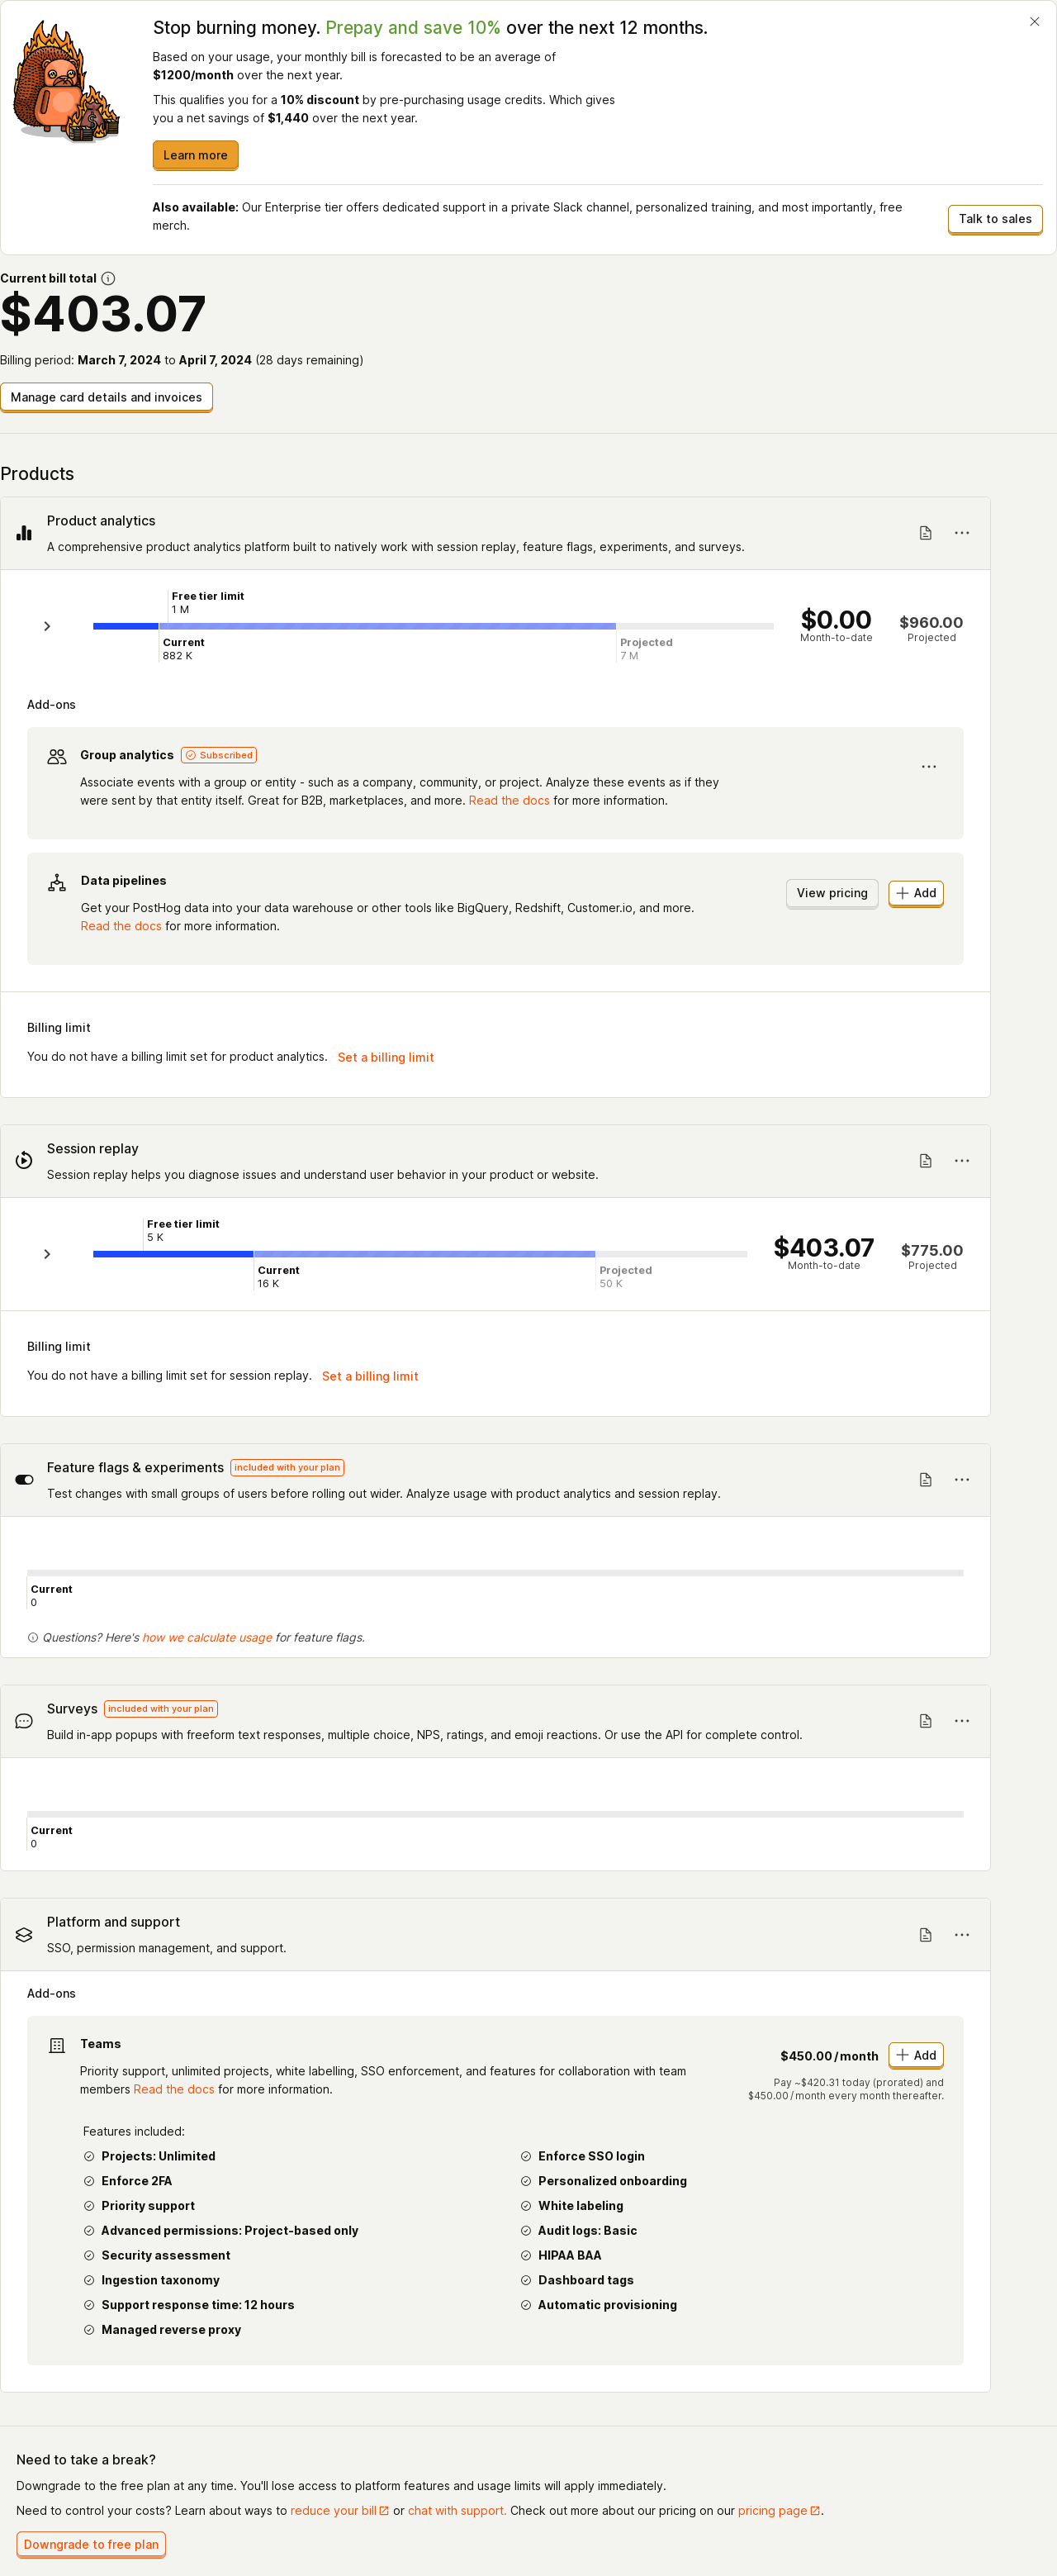 Stop burning money. Prepay and save 10% over the next 12 months.
Based on your usage, your monthly bill is forecasted to be an average of
$1200/month over the next year.
This qualifies you for a 10% discount by pre-purchasing usage credits. Which gives
you a net savings of $1,440 over the next year.
Learn more
Also available: Our Enterprise tier offers dedicated support in a private Slack channel, personalized training, and most importantly, free
merch.
Talk to sales
Current bill total
$403.07
Billing period: March 7, 2024 to April 7, 2024 (28 days remaining)
Manage card details and invoices
Products
Product analytics
A comprehensive product analytics platform built to natively work with session replay, feature flags, experiments, and surveys.
Free tier limit
1 M
Current
882 K
Projected
7 M
$0.00
Month-to-date
$960.00
Projected
Add-ons
Group analytics Subscribed
Associate events with a group or entity - such as a company, community, or project. Analyze these events as if they
were sent by that entity itself. Great for B2B, marketplaces, and more. Read the docs for more information.
Data pipelines
Get your PostHog data into your data warehouse or other tools like BigQuery, Redshift, Customer.io, and more.
Read the docs for more information.
View pricing
Add
Billing limit
You do not have a billing limit set for product analytics. Set a billing limit
Session replay
Session replay helps you diagnose issues and understand user behavior in your product or website.
Free tier limit
5 K
Current
16 K
Projected
50 K
$403.07
Month-to-date
$775.00
Projected
Billing limit
You do not have a billing limit set for session replay. Set a billing limit
Feature flags & experiments included with your plan
Test changes with small groups of users before rolling out wider. Analyze usage with product analytics and session replay.
Current
0
Questions? Here's how we calculate usage for feature flags.
Surveys included with your plan
Build in-app popups with freeform text responses, multiple choice, NPS, ratings, and emoji reactions. Or use the API for complete control.
Current
0
Platform and support
SSO, permission management, and support.
Add-ons
Teams
Priority support, unlimited projects, white labelling, SSO enforcement, and features for collaboration with team
members Read the docs for more information.
$450.00/month
Add
Pay ~$420.31 today (prorated) and
$450.00/month every month thereafter.
Features included:
Projects: Unlimited
Enforce SSO login
Enforce 2FA
Personalized onboarding
Priority support
White labeling
Advanced permissions: Project-based only
Audit logs: Basic
Security assessment
HIPAA BAA
Ingestion taxonomy
Dashboard tags
Support response time: 12 hours
Automatic provisioning
Managed reverse proxy
Need to take a break?
Downgrade to the free plan at any time. You'll lose access to platform features and usage limits will apply immediately.
Need to control your costs? Learn about ways to reduce your bill or chat with support. Check out more about our pricing on our pricing page.
Downgrade to free plan